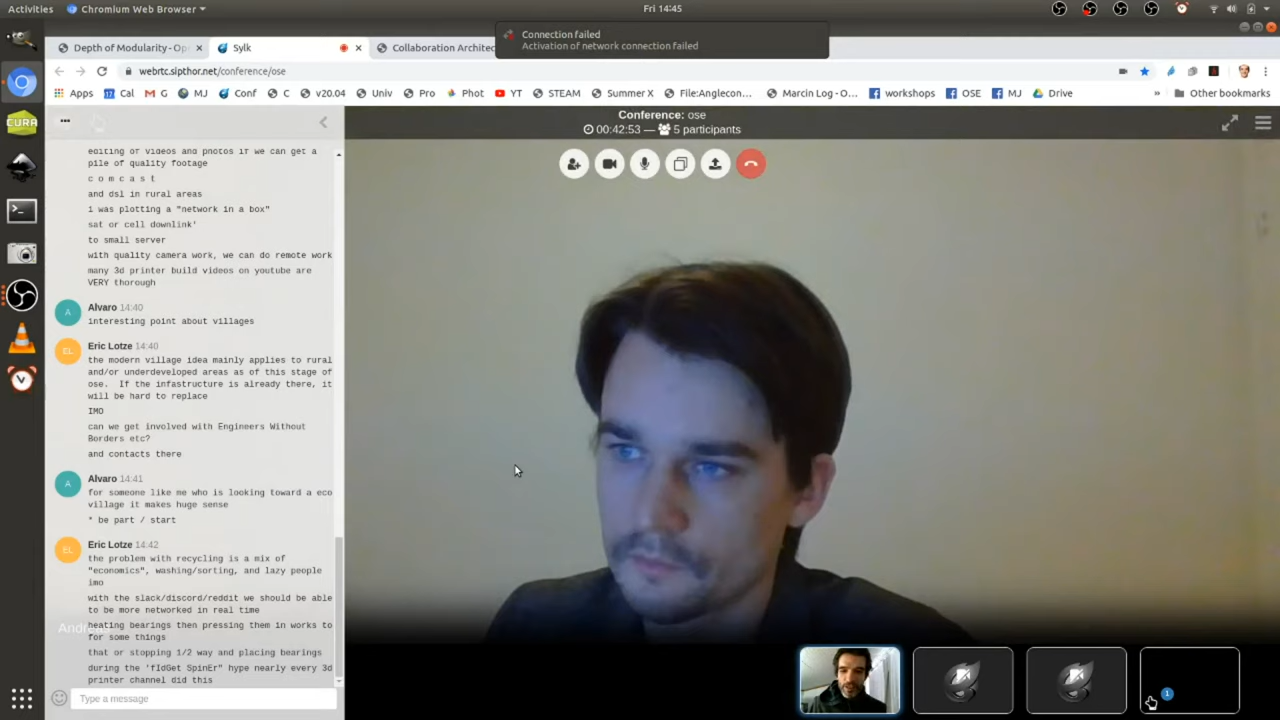 Activities
Chromium Web Browser
Fri 14:45
Connection failed
Activation of network connection failed
Depth of Modularity - Op
Sylk
Collaboration Architec
webrtc.sipthor.net/conference/ose
Apps
Cal
G
MJ
Conf
C
v20.04
Univ
Pro
Phot
YT
STEAM
Summer X
File:Anglecon...
Marcin Log - O...
workshops
OSE
MJ
Drive
»
Other bookmarks
Conference: ose
00:42:53 — 5 participants
editing of videos and photos if we can get a
pile of quality footage
c o m c a s t
and dsl in rural areas
i was plotting a "network in a box"
sat or cell downlink'
to small server
with quality camera work, we can do remote work
many 3d printer build videos on youtube are
VERY thorough
A
Alvaro 14:40
interesting point about villages
EL
Eric Lotze 14:40
the modern village idea mainly applies to rural
and/or underdeveloped areas as of this stage of
ose. If the infastructure is already there, it
will be hard to replace
IMO
can we get involved with Engineers Without
Borders etc?
and contacts there
A
Alvaro 14:41
for someone like me who is looking toward a eco
village it makes huge sense
* be part / start
EL
Eric Lotze 14:42
the problem with recycling is a mix of
"economics", washing/sorting, and lazy people
imo
with the slack/discord/reddit we should be able
to be more networked in real time
heating bearings then pressing them in works to
for some things
that or stopping 1/2 way and placing bearings
during the 'fIdGet SpinEr" hype nearly every 3d
printer channel did this
Type a message
CURA
1